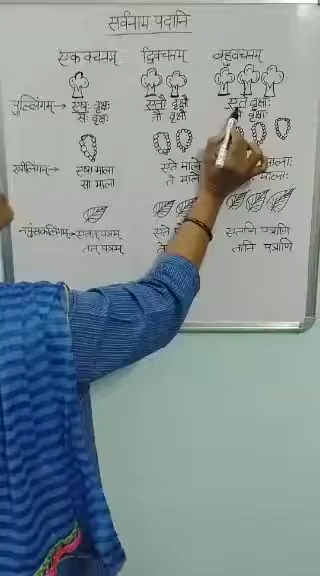 सर्वनाम पदानि
एकवचनम् द्विवचनम् बहुवचनम्
पुल्लिंगम् → एषः वृक्षः एतौ वृक्षौ एते वृक्षाः
सः वृक्षः तौ वृक्षौ वृक्षाः
स्त्रीलिंगम् → एषा माला एते माले मालाः
सा माला ते माले मालाः
नपुंसकलिंगम् → एतत् पत्रम् एते एतानि पत्राणि
तत् पत्रम् ते तानि पत्राणि